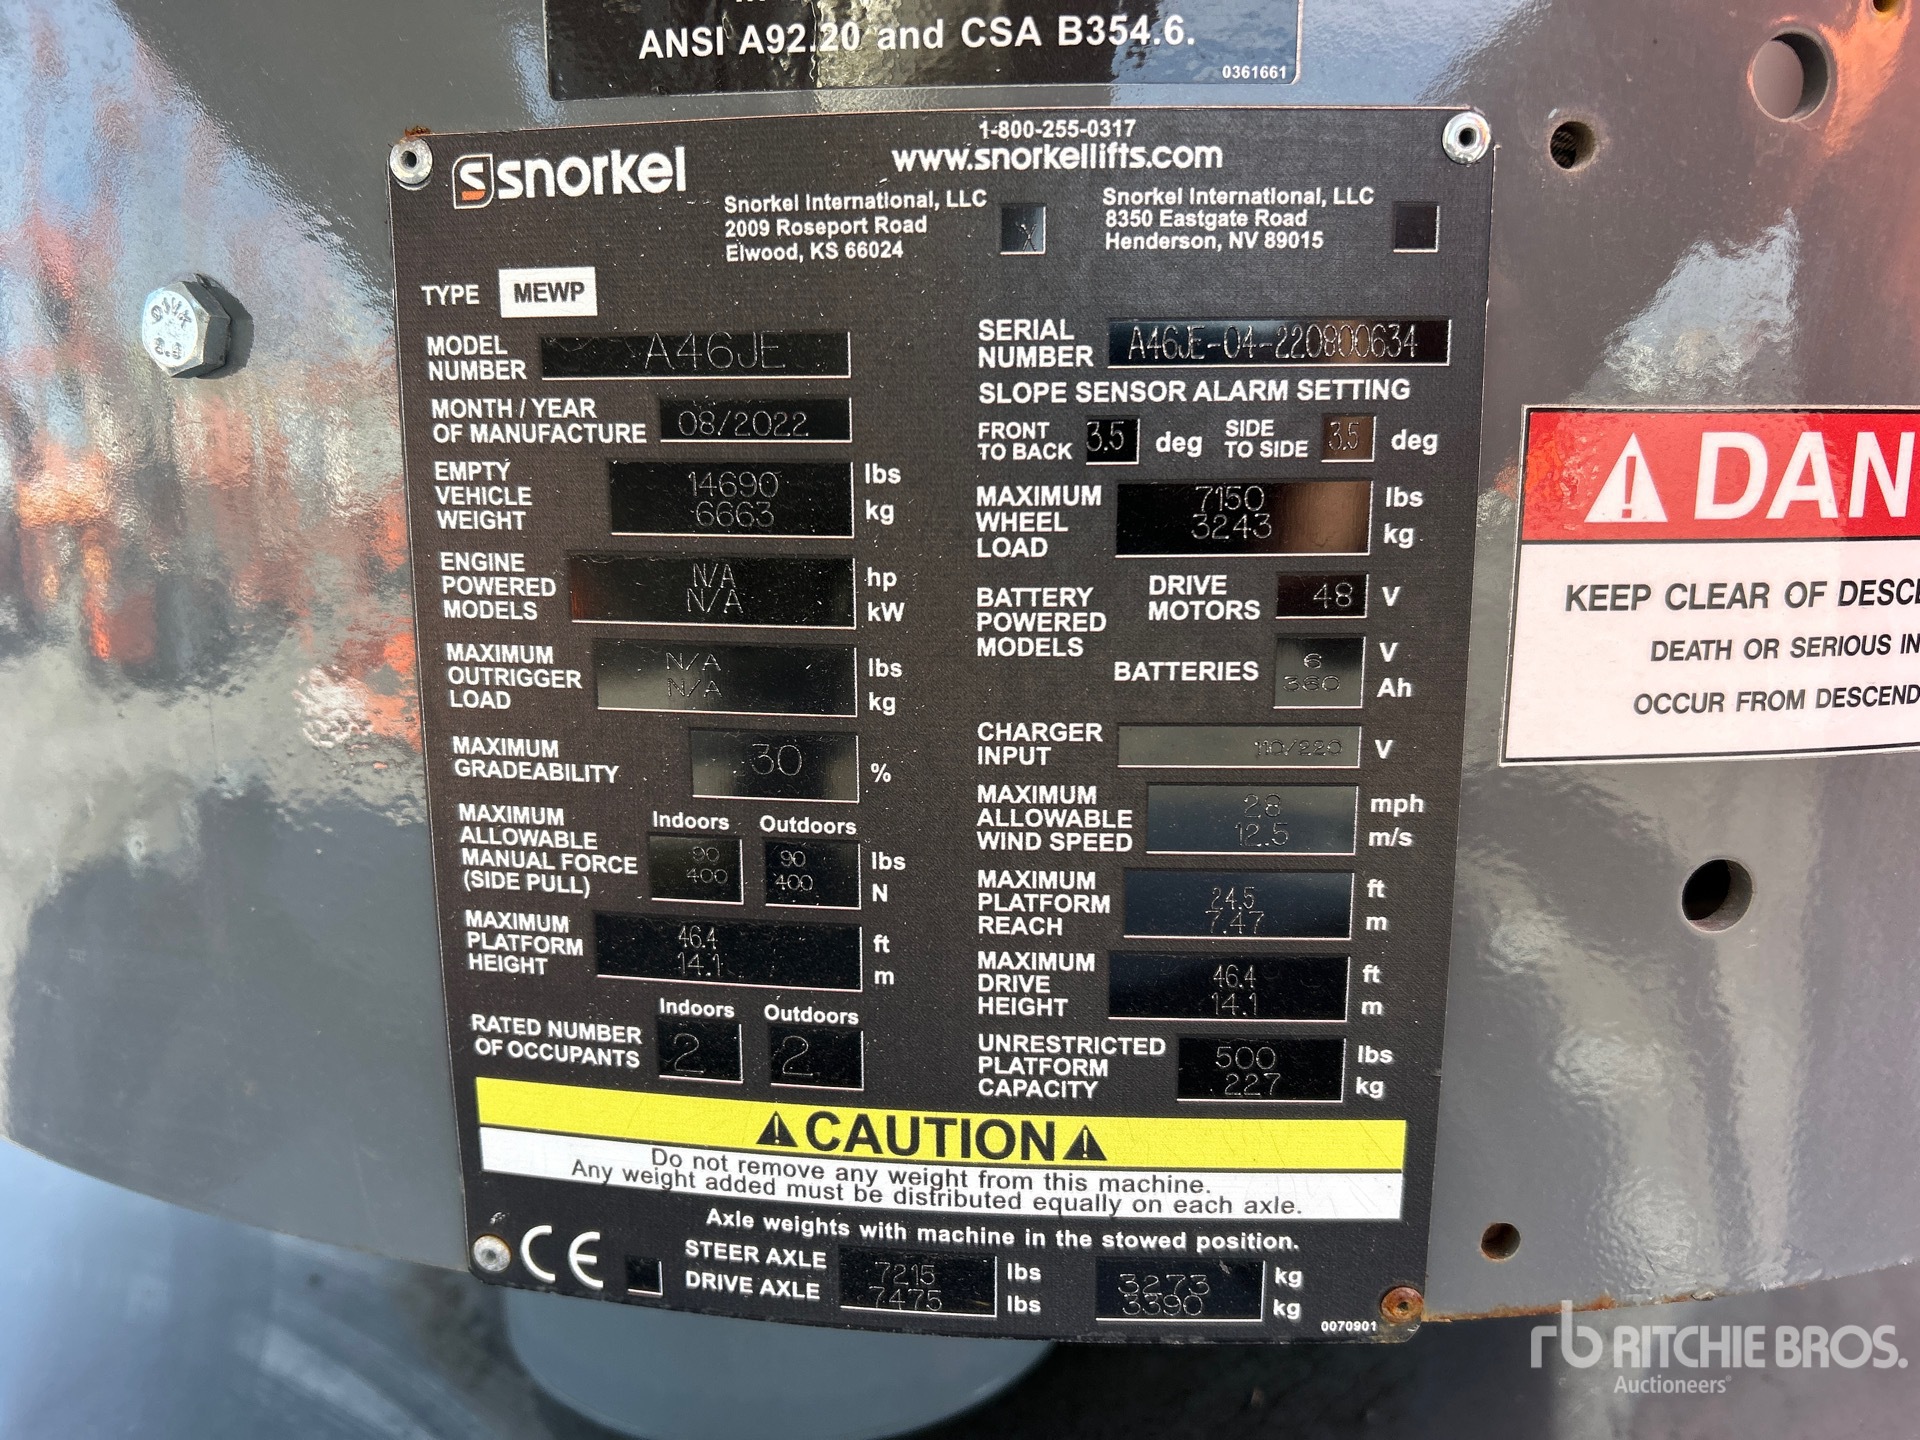 ANSI A92.20 and CSA B354.6.
0361661
snorkel
1-800-255-0317
www.snorkellifts.com
Snorkel International, LLC
2009 Roseport Road
Elwood, KS 66024
X
Snorkel International, LLC
8350 Eastgate Road
Henderson, NV 89015
TYPE MEWP
MODEL NUMBER A46JE
SERIAL NUMBER A46JE-04-220800634
MONTH / YEAR OF MANUFACTURE 08/2022
SLOPE SENSOR ALARM SETTING
FRONT TO BACK 3.5 deg SIDE TO SIDE 3.5 deg
EMPTY VEHICLE WEIGHT 14690 lbs
6663 kg
MAXIMUM WHEEL LOAD 7150 lbs
3243 kg
ENGINE POWERED MODELS N/A hp
N/A kW
BATTERY POWERED MODELS DRIVE MOTORS 48 V
BATTERIES 6 V
360 Ah
MAXIMUM OUTRIGGER LOAD N/A lbs
N/A kg
MAXIMUM GRADEABILITY 30 %
CHARGER INPUT 110/220 V
MAXIMUM ALLOWABLE MANUAL FORCE (SIDE PULL)
Indoors Outdoors
90 90 lbs
400 400 N
MAXIMUM ALLOWABLE WIND SPEED 28 mph
12.5 m/s
MAXIMUM PLATFORM REACH 24.5 ft
7.47 m
MAXIMUM PLATFORM HEIGHT 46.4 ft
14.1 m
MAXIMUM DRIVE HEIGHT 46.4 ft
14.1 m
Indoors Outdoors
RATED NUMBER OF OCCUPANTS 2 2
UNRESTRICTED PLATFORM CAPACITY 500 lbs
227 kg
CAUTION
Do not remove any weight from this machine.
Any weight added must be distributed equally on each axle.
Axle weights with machine in the stowed position.
CE
STEER AXLE 7215 lbs 3273 kg
DRIVE AXLE 7475 lbs 3390 kg
0070901
DAN
KEEP CLEAR OF DESCE
DEATH OR SERIOUS IN
OCCUR FROM DESCEND
rb RITCHIE BROS.
Auctioneers